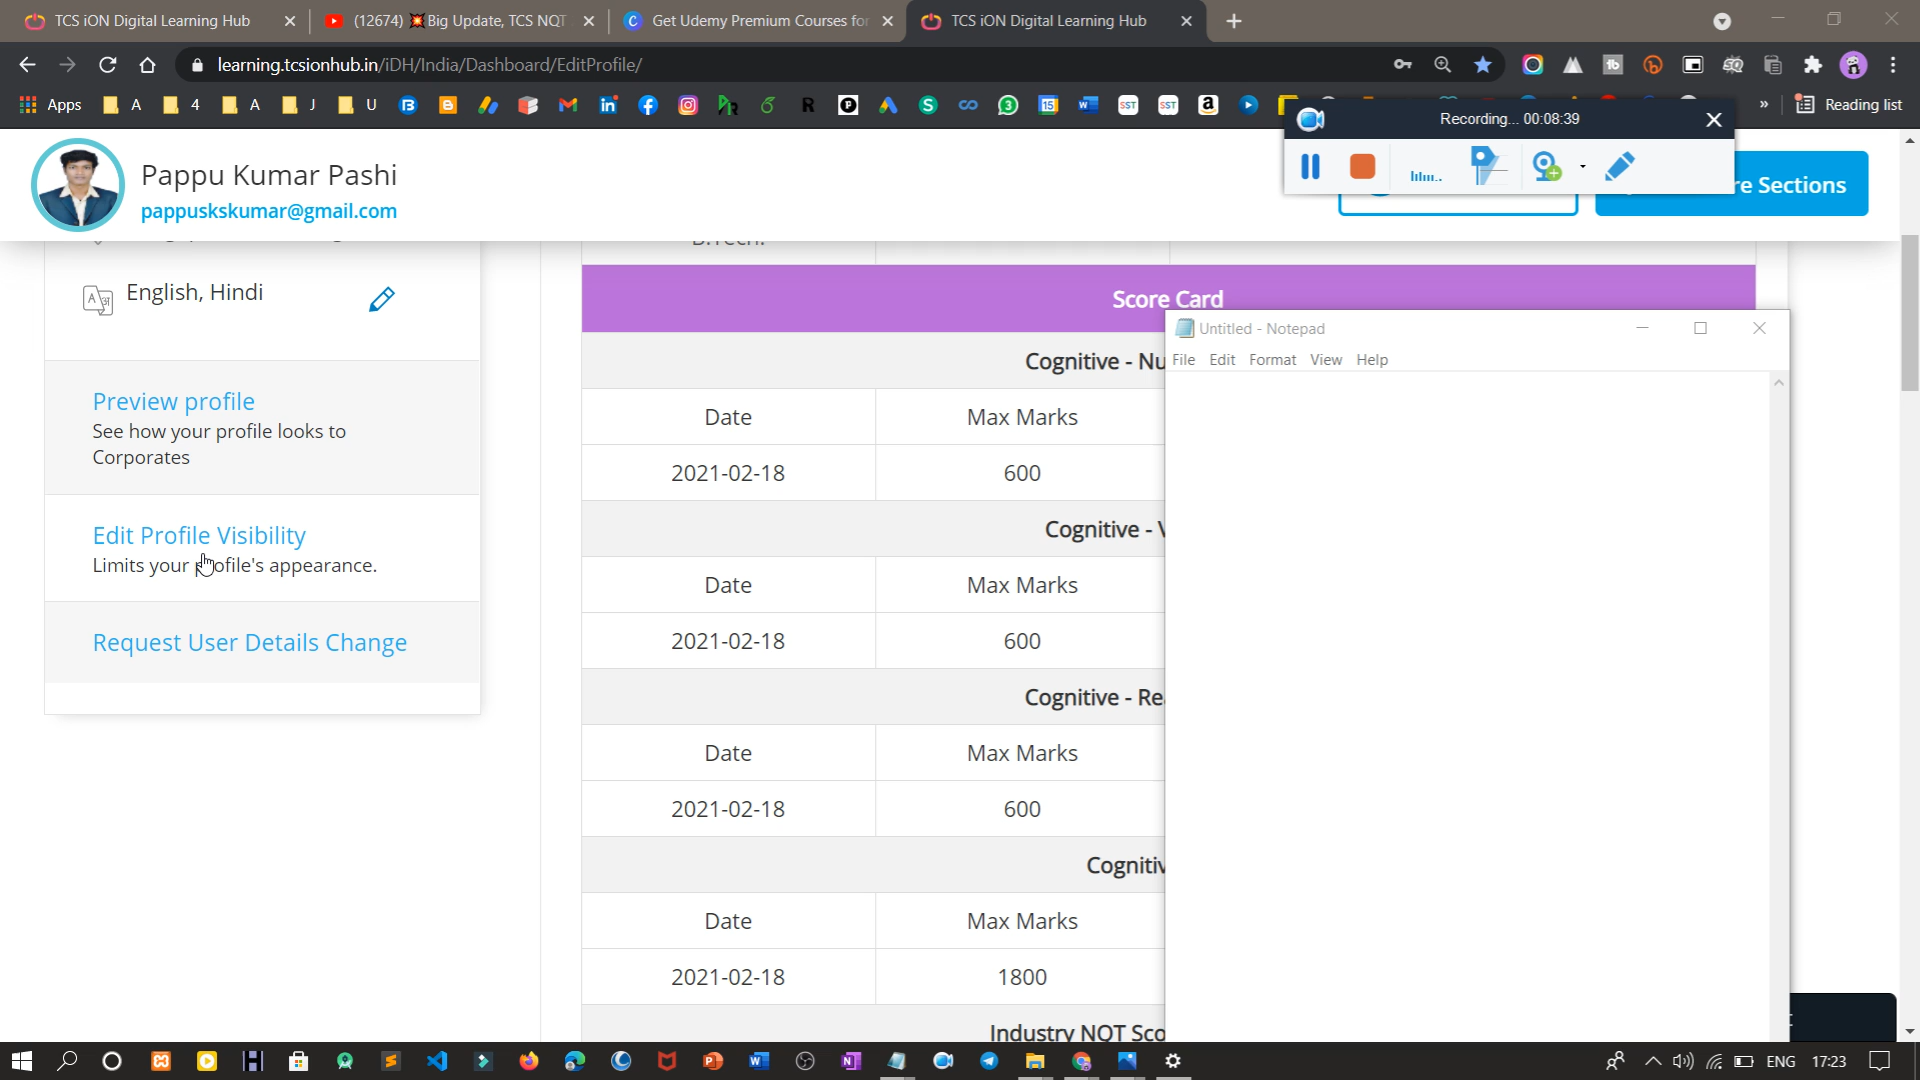 TCS iON Digital Learning Hub
(12674) 💥Big Update, TCS NQT
Get Udemy Premium Courses for
TCS iON Digital Learning Hub
learning.tcsionhub.in/iDH/India/Dashboard/EditProfile/
Apps A 4 A J U
» Reading list
Recording... 00:08:39
Pappu Kumar Pashi
pappuskskumar@gmail.com
re Sections
English, Hindi
Preview profile
See how your profile looks to
Corporates
Edit Profile Visibility
Limits your profile's appearance.
Request User Details Change
B.Tech.
Score Card
Cognitive - Nu
Date Max Marks
2021-02-18 600
Cognitive - V
Date Max Marks
2021-02-18 600
Cognitive - Re
Date Max Marks
2021-02-18 600
Cognitiv
Date Max Marks
2021-02-18 1800
Industry NQT Sco
Untitled - Notepad
File Edit Format View Help
ENG 17:23